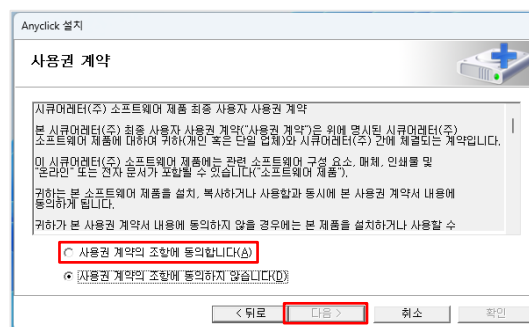 Anyclick 설치
사용권 계약
시큐어레터(주) 소프트웨어 제품 최종 사용자 사용권 계약
본 시큐어레터(주) 최종 사용자 사용권 계약("사용권 계약")은 위에 명시된 시큐어레터(주)
소프트웨어 제품에 대하여 귀하(개인 혹은 단일 업체)와 시큐어레터(주) 간에 체결되는 계약입니다.
이 시큐어레터(주) 소프트웨어 제품에는 관련 소프트웨어 구성 요소, 매체, 인쇄물 및
"온라인" 또는 전자 문서가 포함될 수 있습니다("소프트웨어 제품").
귀하는 본 소프트웨어 제품을 설치, 복사하거나 사용함과 동시에 본 사용권 계약서 내용에
동의하게 됩니다.
귀하가 본 사용권 계약서 내용에 동의하지 않을 경우에는 본 제품을 설치하거나 사용할 수
사용권 계약의 조항에 동의합니다(A)
사용권 계약의 조항에 동의하지 않습니다(D)
< 뒤로 다음 > 취소 확인